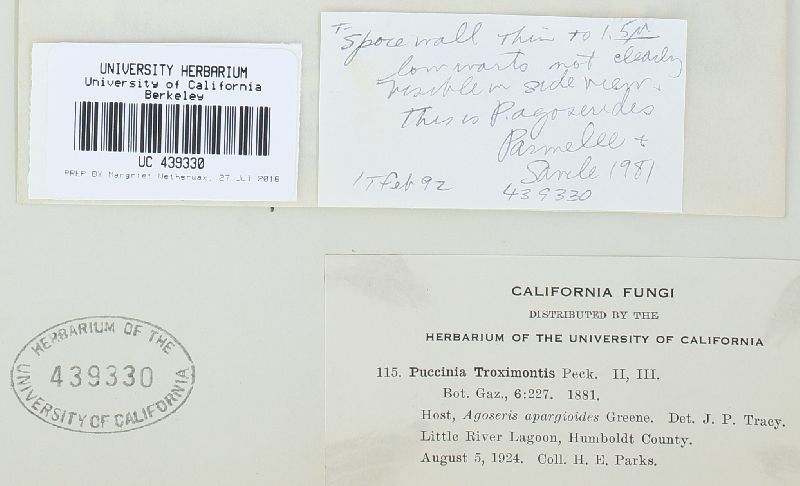 UNIVERSITY HERBARIUM
University of California
Berkeley
UC 439330
PREP BY Margriet Wetherwax, 27 Jul 2016
T-
Spore wall thin to 1.5µ
low warts not clearly
visible in side view.
This is P. agoseridis
Parmelee +
Savile 1981
17 Feb 92
439330
HERBARIUM OF THE
439330
UNIVERSITY OF CALIFORNIA
CALIFORNIA FUNGI
DISTRIBUTED BY THE
HERBARIUM OF THE UNIVERSITY OF CALIFORNIA
115. Puccinia Troximontis Peck. II, III.
Bot. Gaz., 6:227. 1881.
Host, Agoseris apargioides Greene. Det. J. P. Tracy.
Little River Lagoon, Humboldt County.
August 5, 1924. Coll. H. E. Parks.